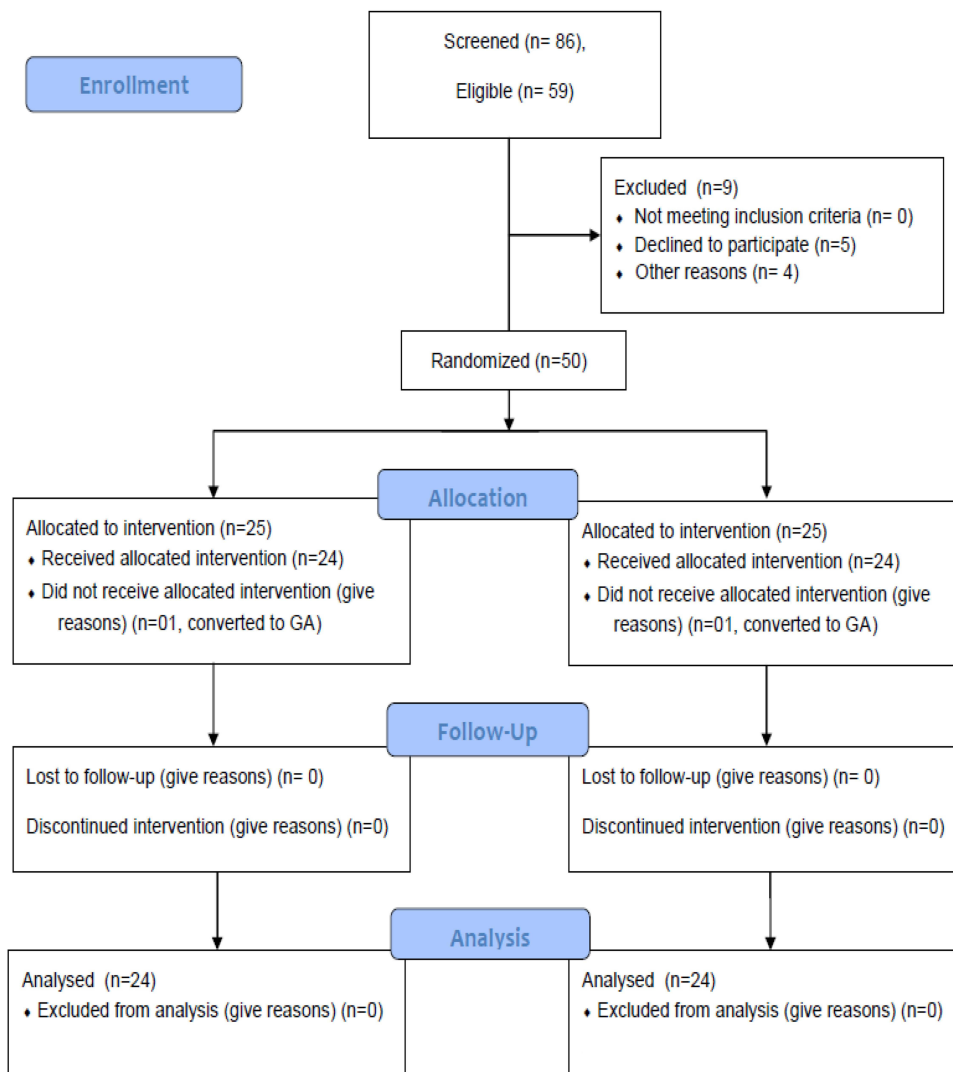 Screened (n= 86),
Eligible (n= 59)
Enrollment
Excluded (n=9)
♦ Not meeting inclusion criteria (n= 0)
♦ Declined to participate (n=5)
♦ Other reasons (n= 4)
Randomized (n=50)
Allocation
Allocated to intervention (n=25)
♦ Received allocated intervention (n=24)
♦ Did not receive allocated intervention (give
reasons) (n=01, converted to GA)
Allocated to intervention (n=25)
♦ Received allocated intervention (n=24)
♦ Did not receive allocated intervention (give
reasons) (n=01, converted to GA)
Follow-Up
Lost to follow-up (give reasons) (n= 0)
Discontinued intervention (give reasons) (n=0)
Lost to follow-up (give reasons) (n= 0)
Discontinued intervention (give reasons) (n=0)
Analysis
Analysed (n=24)
♦ Excluded from analysis (give reasons) (n=0)
Analysed (n=24)
♦ Excluded from analysis (give reasons) (n=0)